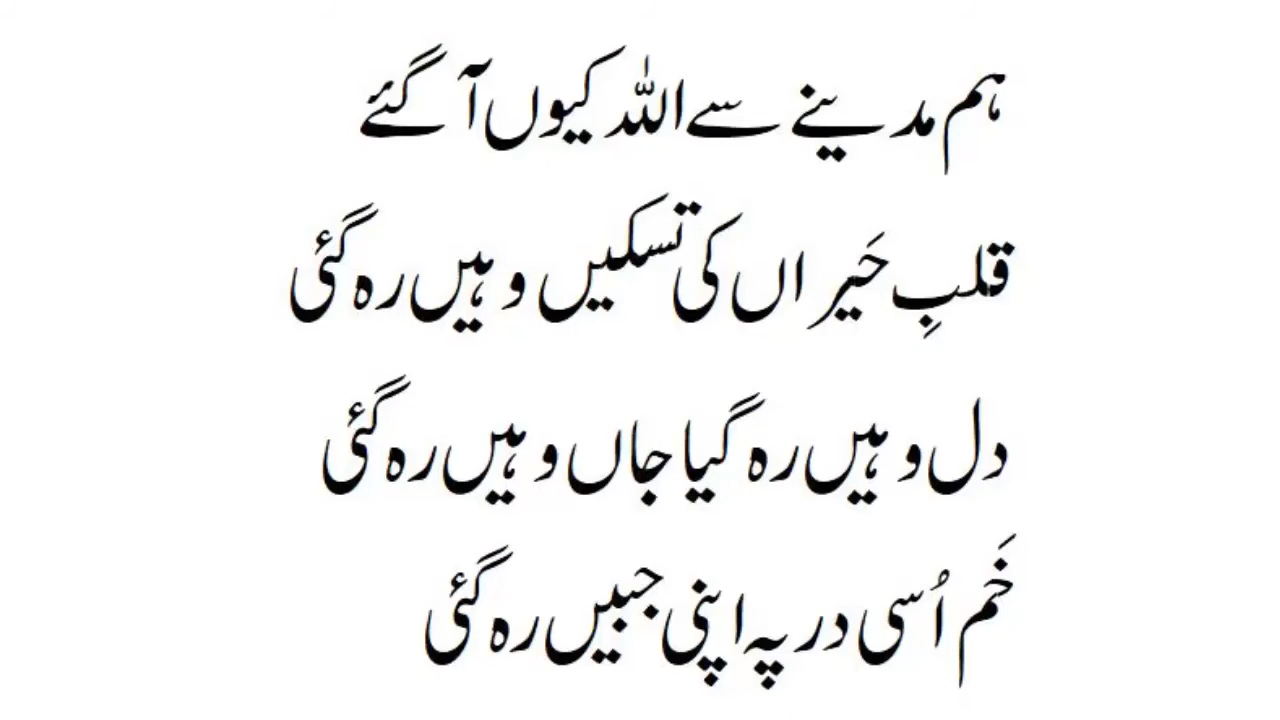 ہم مدینے سے اللہ کیوں آ گئے
قلبِ حَیراں کی تسکیں وہیں رہ گئی
دل وہیں رہ گیا جاں وہیں رہ گئی
خَم اُسی در پہ اپنی جبیں رہ گئی